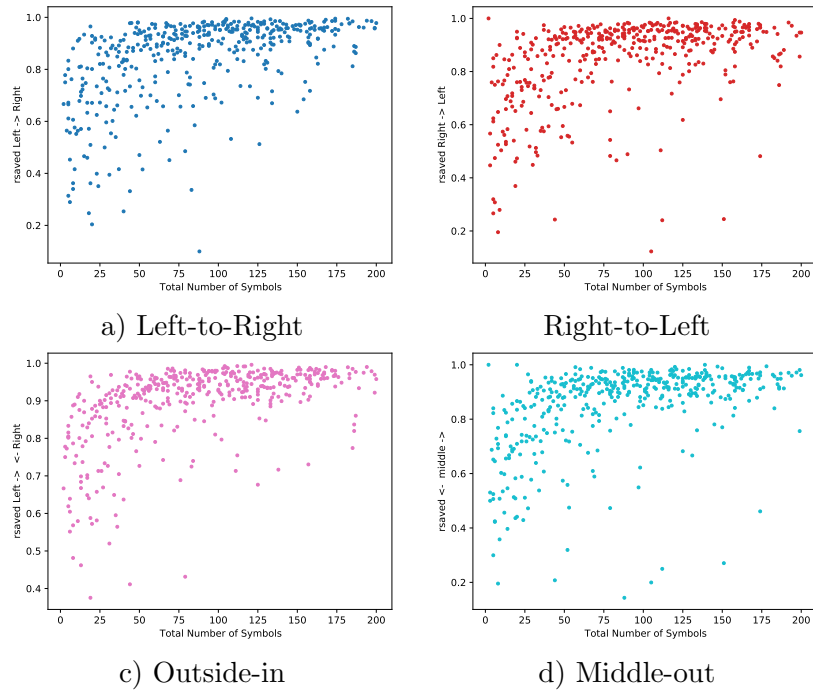 1.0
0.8
0.6
0.4
0.2
rsaved Left -> Right
0 25 50 75 100 125 150 175 200
Total Number of Symbols
a) Left-to-Right
1.0
0.8
0.6
0.4
0.2
rsaved Right -> Left
0 25 50 75 100 125 150 175 200
Total Number of Symbols
Right-to-Left
1.0
0.9
0.8
0.7
0.6
0.5
0.4
rsaved Left -> <- Right
0 25 50 75 100 125 150 175 200
Total Number of Symbols
c) Outside-in
1.0
0.8
0.6
0.4
0.2
rsaved <- middle ->
0 25 50 75 100 125 150 175 200
Total Number of Symbols
d) Middle-out